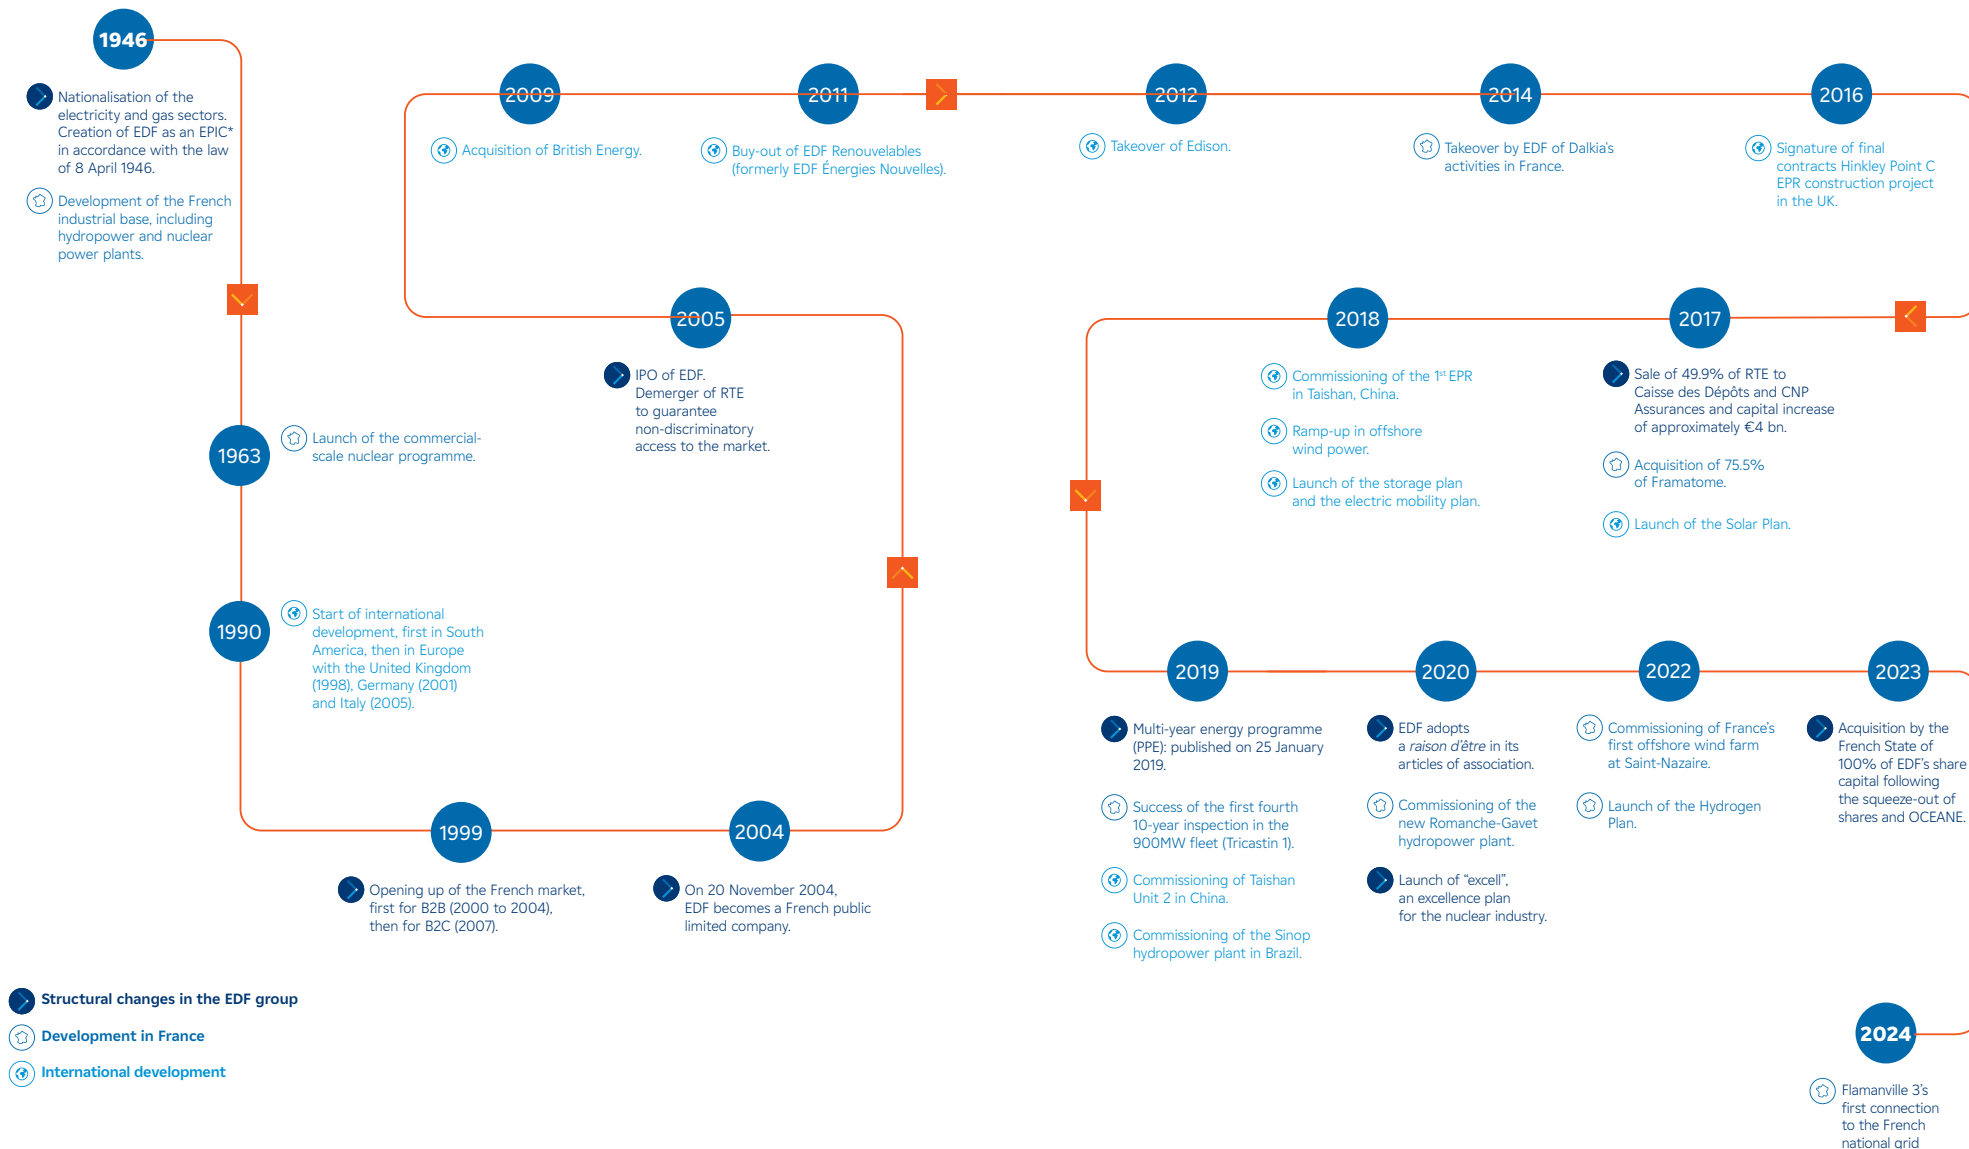 1946
Nationalisation of the
electricity and gas sectors.
Creation of EDF as an EPIC*
in accordance with the law
of 8 April 1946.
Development of the French
industrial base, including
hydropower and nuclear
power plants.
1963
Launch of the commercial-
scale nuclear programme.
1990
Start of international
development, first in South
America, then in Europe
with the United Kingdom
(1998), Germany (2001)
and Italy (2005).
1999
Opening up of the French market,
first for B2B (2000 to 2004),
then for B2C (2007).
2004
On 20 November 2004,
EDF becomes a French public
limited company.
2005
IPO of EDF.
Demerger of RTE
to guarantee
non-discriminatory
access to the market.
2009
Acquisition of British Energy.
2011
Buy-out of EDF Renouvelables
(formerly EDF Énergies Nouvelles).
2012
Takeover of Edison.
2014
Takeover by EDF of Dalkia's
activities in France.
2016
Signature of final
contracts Hinkley Point C
EPR construction project
in the UK.
2017
Sale of 49.9% of RTE to
Caisse des Dépôts and CNP
Assurances and capital increase
of approximately €4 bn.
Acquisition of 75.5%
of Framatome.
Launch of the Solar Plan.
2018
Commissioning of the 1st EPR
in Taishan, China.
Ramp-up in offshore
wind power.
Launch of the storage plan
and the electric mobility plan.
2019
Multi-year energy programme
(PPE): published on 25 January
2019.
Success of the first fourth
10-year inspection in the
900MW fleet (Tricastin 1).
Commissioning of Taishan
Unit 2 in China.
Commissioning of the Sinop
hydropower plant in Brazil.
2020
EDF adopts
a raison d'être in its
articles of association.
Commissioning of the
new Romanche-Gavet
hydropower plant.
Launch of "excell",
an excellence plan
for the nuclear industry.
2022
Commissioning of France's
first offshore wind farm
at Saint-Nazaire.
Launch of the Hydrogen
Plan.
2023
Acquisition by the
French State of
100% of EDF's share
capital following
the squeeze-out of
shares and OCEANE.
2024
Flamanville 3's
first connection
to the French
national grid
Structural changes in the EDF group
Development in France
International development